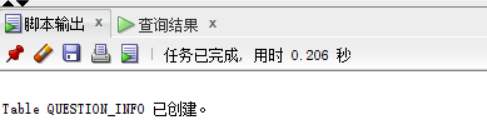 脚本输出 × 查询结果 ×
任务已完成, 用时 0.206 秒
Table QUESTION_INFO 已创建。